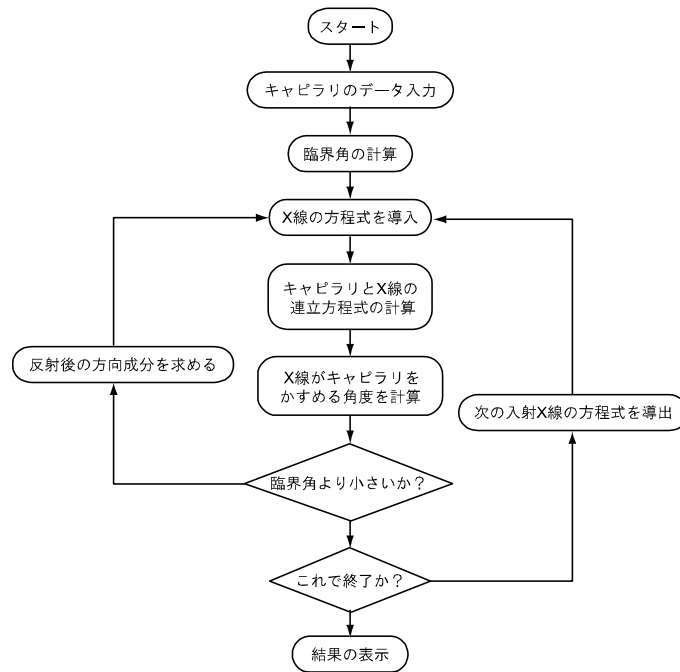 スタート
キャピラリのデータ入力
臨界角の計算
X線の方程式を導入
キャピラリとX線の
連立方程式の計算
反射後の方向成分を求める
X線がキャピラリを
かすめる角度を計算
次の入射X線の方程式を導出
臨界角より小さいか？
これで終了か？
結果の表示